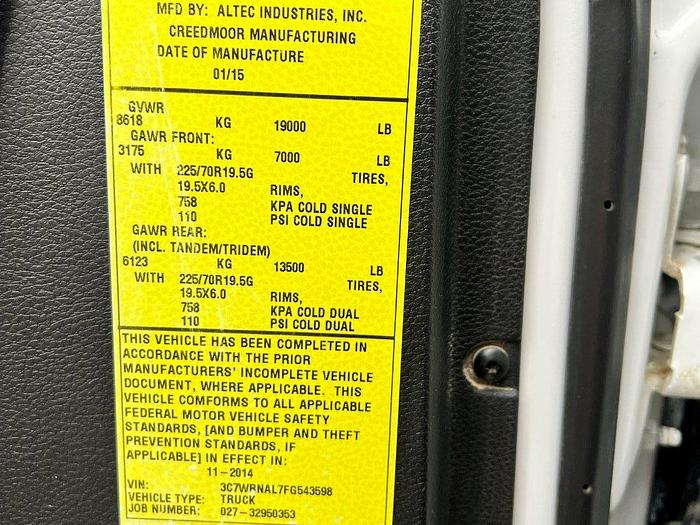 MFD BY: ALTEC INDUSTRIES, INC.
CREEDMOOR MANUFACTURING
DATE OF MANUFACTURE
01/15
GVWR
8618 KG 19000 LB
GAWR FRONT:
3175 KG 7000 LB
WITH 225/70R19.5G TIRES,
19.5X6.0 RIMS,
758 KPA COLD SINGLE
110 PSI COLD SINGLE
GAWR REAR:
(INCL. TANDEM/TRIDEM)
6123 KG 13500 LB
WITH 225/70R19.5G TIRES,
19.5X6.0 RIMS,
758 KPA COLD DUAL
110 PSI COLD DUAL
THIS VEHICLE HAS BEEN COMPLETED IN
ACCORDANCE WITH THE PRIOR
MANUFACTURERS' INCOMPLETE VEHICLE
DOCUMENT, WHERE APPLICABLE. THIS
VEHICLE COMFORMS TO ALL APPLICABLE
FEDERAL MOTOR VEHICLE SAFETY
STANDARDS, [AND BUMPER AND THEFT
PREVENTION STANDARDS, IF
APPLICABLE] IN EFFECT IN:
11-2014
VIN: 3C7WRNAL7FG543598
VEHICLE TYPE: TRUCK
JOB NUMBER: 027-32950353